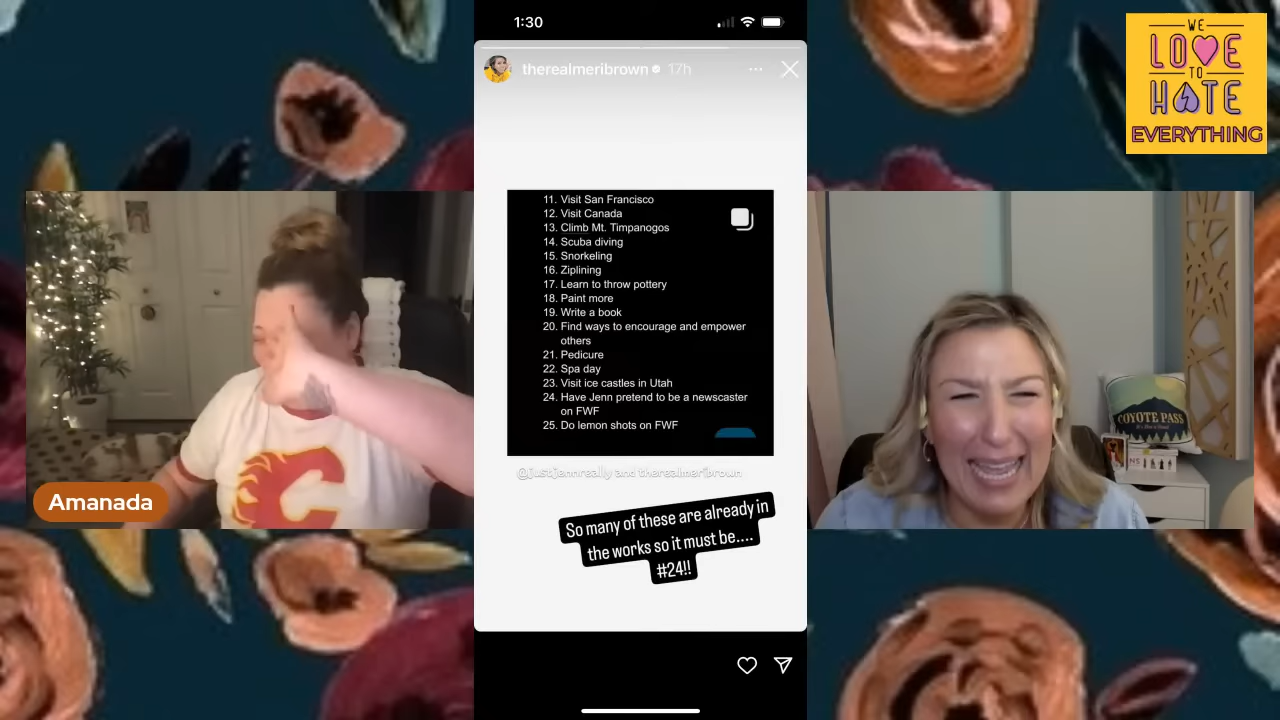 1:30
WE
LOVE
TO
HATE
EVERYTHING
therealmeribrown 17h
11. Visit San Francisco
12. Visit Canada
13. Climb Mt. Timpanogos
14. Scuba diving
15. Snorkeling
16. Ziplining
17. Learn to throw pottery
18. Paint more
19. Write a book
20. Find ways to encourage and empower
others
21. Pedicure
22. Spa day
23. Visit ice castles in Utah
24. Have Jenn pretend to be a newscaster
on FWF
25. Do lemon shots on FWF
@justjennreally and therealmeribrown
So many of these are already in
the works so it must be....
#24!!
Amanada
C
COYOTE PASS